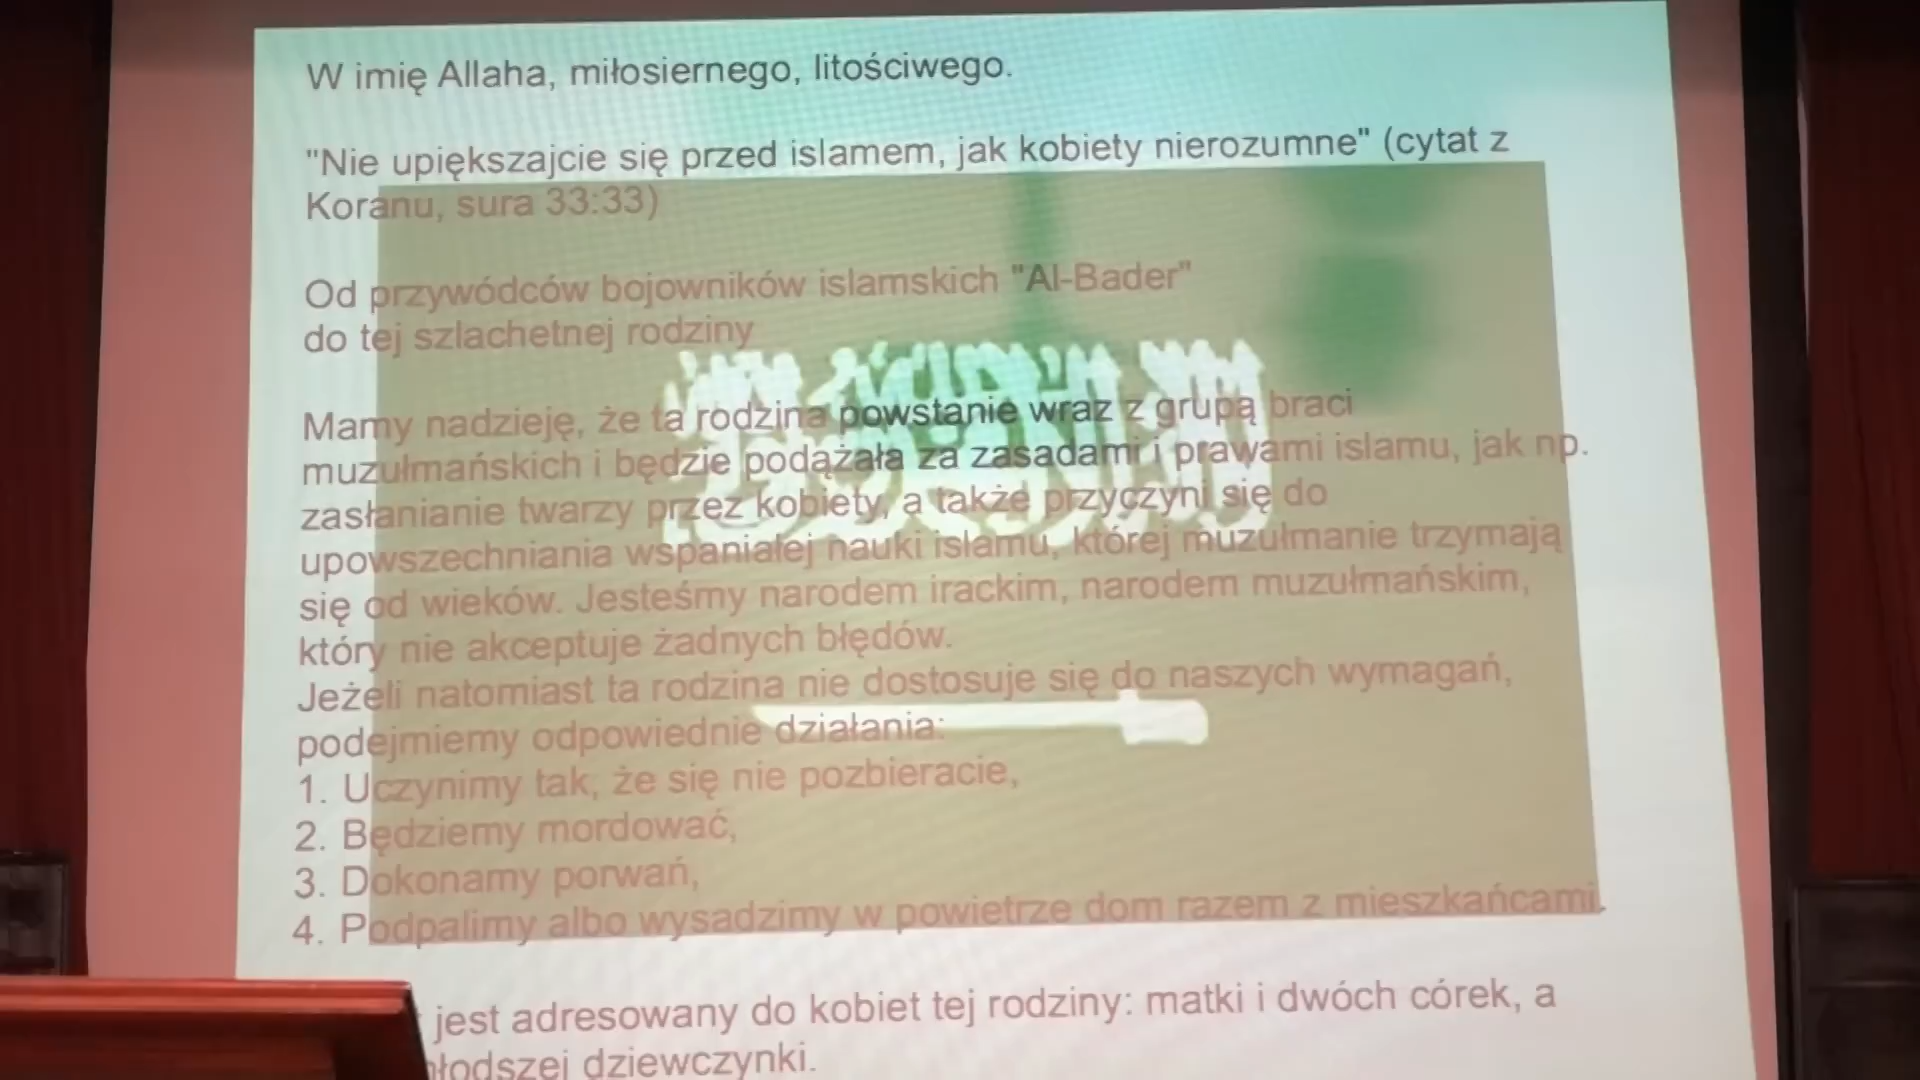 W imię Allaha, miłosiernego, litościwego.
"Nie upiększajcie się przed islamem, jak kobiety nierozumne" (cytat z
Koranu, sura 33:33)
Od przywódców bojowników islamskich "Al-Bader"
do tej szlachetnej rodziny
Mamy nadzieję, że ta rodzina powstanie wraz z grupą braci
muzułmańskich i będzie podążała za zasadami i prawami islamu, jak np.
zasłanianie twarzy przez kobiety, a także przyczyni się do
upowszechniania wspaniałej nauki islamu, której muzułmanie trzymają
się od wieków. Jesteśmy narodem irackim, narodem muzułmańskim,
który nie akceptuje żadnych błędów.
Jeżeli natomiast ta rodzina nie dostosuje się do naszych wymagań,
podejmiemy odpowiednie działania:
1. Uczynimy tak, że się nie pozbieracie,
2. Będziemy mordować,
3. Dokonamy porwań,
4. Podpalimy albo wysadzimy w powietrze dom razem z mieszkańcami.
jest adresowany do kobiet tej rodziny: matki i dwóch córek, a
dziewczynki.